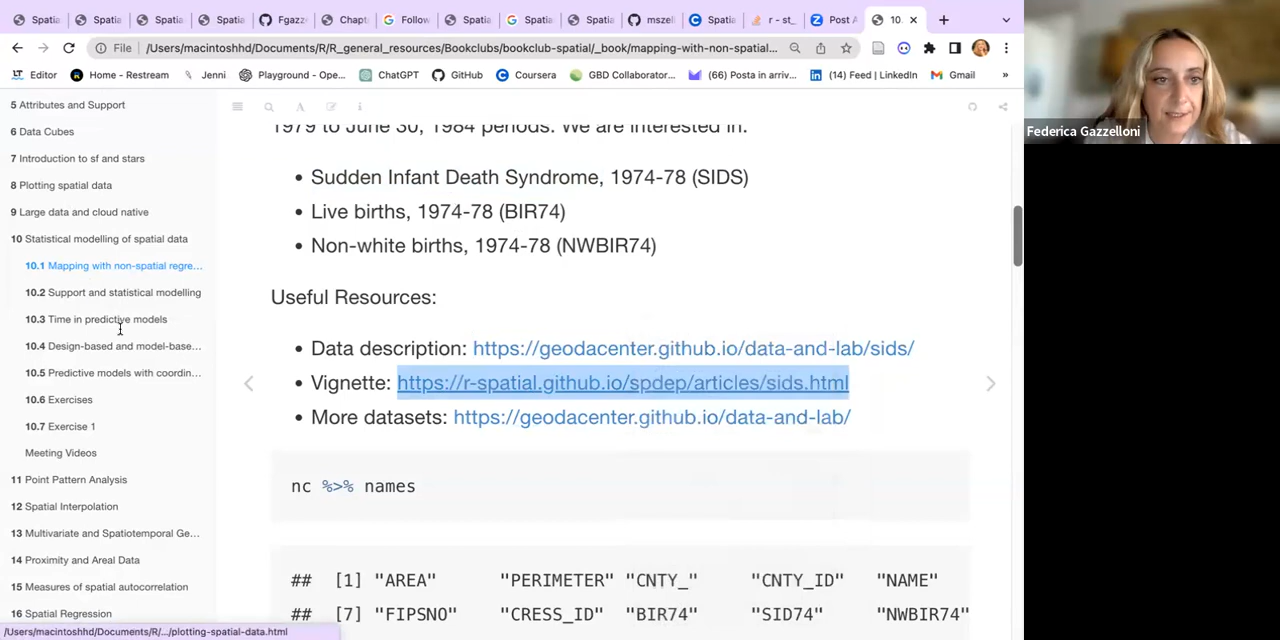 Spatia
Spatia
Spatia
Spatia
Fgazz
Chapt
Follow
Spatia
Spatia
Spatia
mszel
Spatia
r - st_
Post A
10.
File
/Users/macintoshhd/Documents/R/R_general_resources/Bookclubs/bookclub-spatial/_book/mapping-with-non-spatial...
Editor
Home - Restream
Jenni
Playground - Ope...
ChatGPT
GitHub
Coursera
GBD Collaborator...
(66) Posta in arriv...
(14) Feed | LinkedIn
Gmail
»
5 Attributes and Support
6 Data Cubes
7 Introduction to sf and stars
8 Plotting spatial data
9 Large data and cloud native
10 Statistical modelling of spatial data
10.1 Mapping with non-spatial regre...
10.2 Support and statistical modelling
10.3 Time in predictive models
10.4 Design-based and model-base...
10.5 Predictive models with coordin...
10.6 Exercises
10.7 Exercise 1
Meeting Videos
11 Point Pattern Analysis
12 Spatial Interpolation
13 Multivariate and Spatiotemporal Ge...
14 Proximity and Areal Data
15 Measures of spatial autocorrelation
16 Spatial Regression
/Users/macintoshhd/Documents/R/.../plotting-spatial-data.html
1979 to June 30, 1984 periods. We are interested in:
• Sudden Infant Death Syndrome, 1974-78 (SIDS)
• Live births, 1974-78 (BIR74)
• Non-white births, 1974-78 (NWBIR74)
Useful Resources:
• Data description: https://geodacenter.github.io/data-and-lab/sids/
• Vignette: https://r-spatial.github.io/spdep/articles/sids.html
• More datasets: https://geodacenter.github.io/data-and-lab/
nc %>% names
## [1] "AREA" "PERIMETER" "CNTY_" "CNTY_ID" "NAME"
## [7] "FIPSNO" "CRESS_ID" "BIR74" "SID74" "NWBIR74"
Federica Gazzelloni